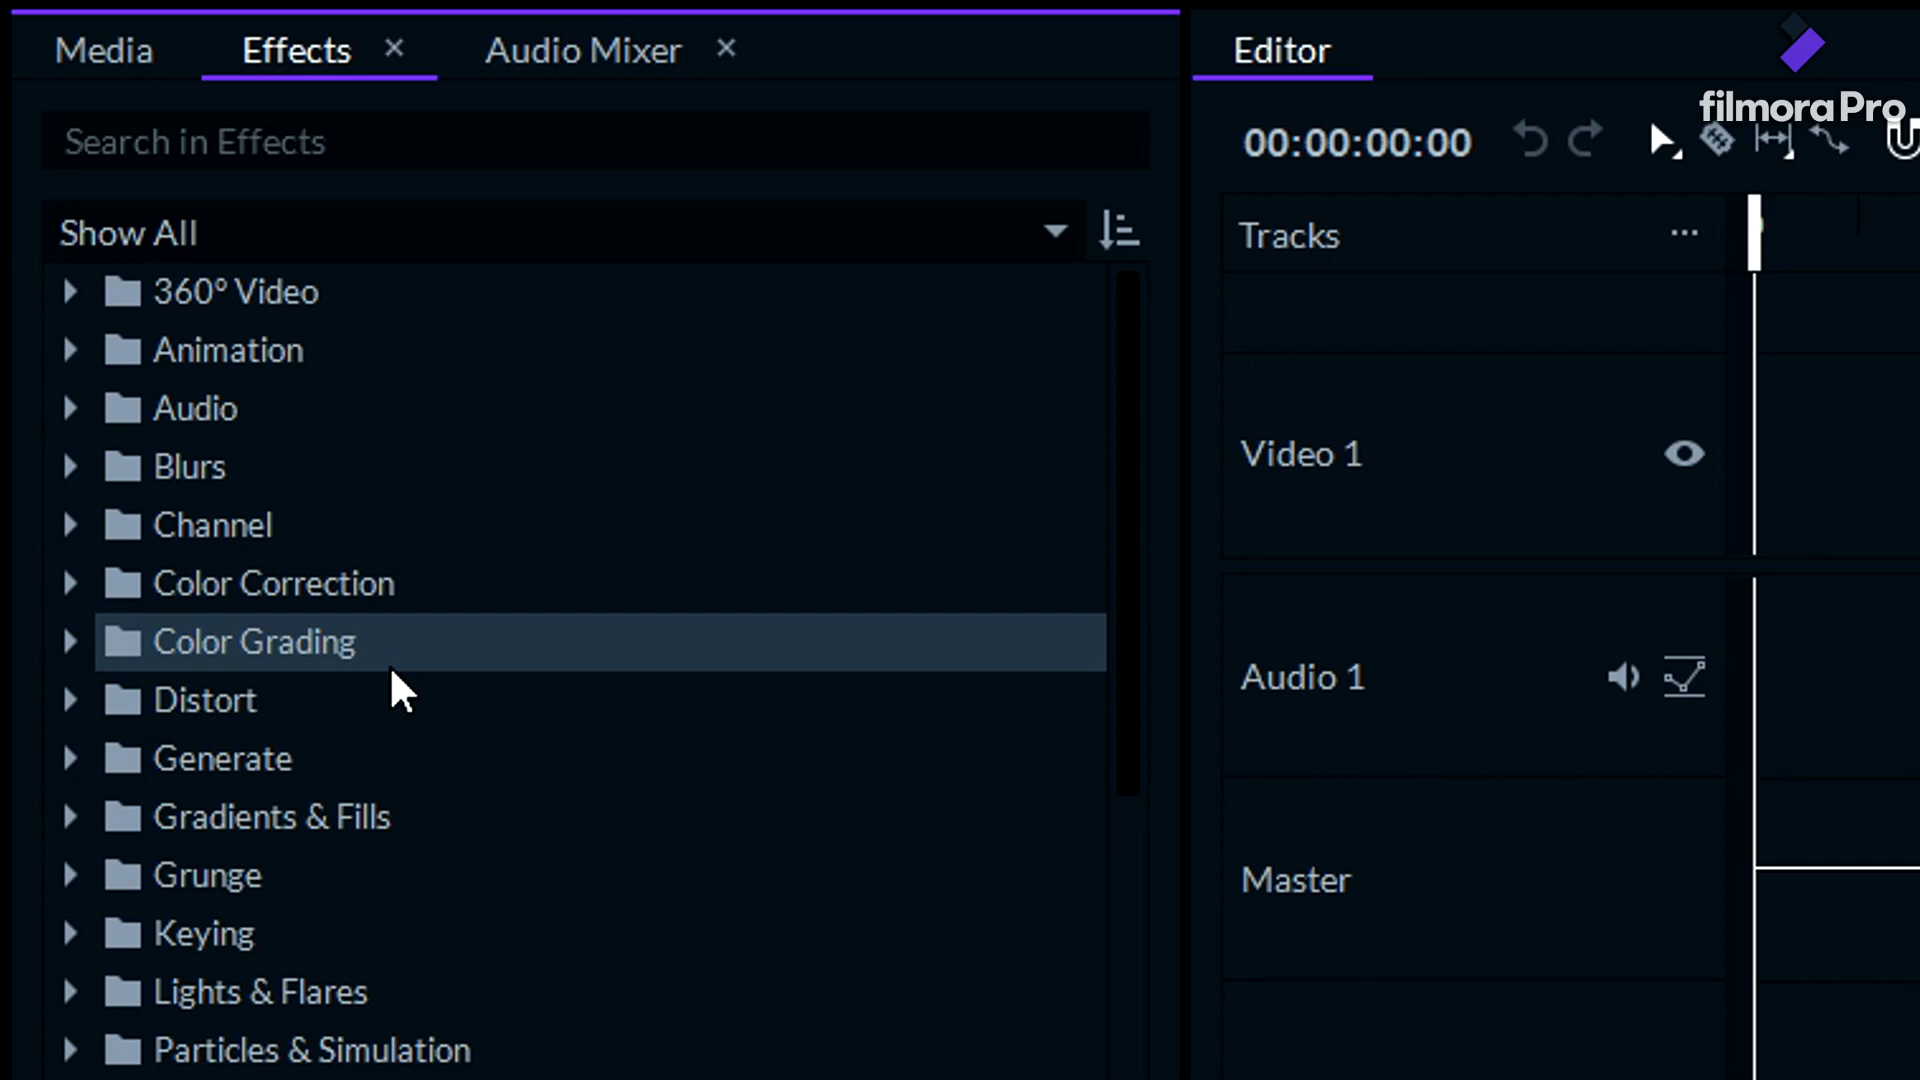 Media
Effects
Audio Mixer
Editor
filmoraPro
Search in Effects
00:00:00:00
Show All
Tracks
360° Video
Animation
Audio
Blurs
Channel
Color Correction
Color Grading
Distort
Generate
Gradients & Fills
Grunge
Keying
Lights & Flares
Particles & Simulation
Video 1
Audio 1
Master